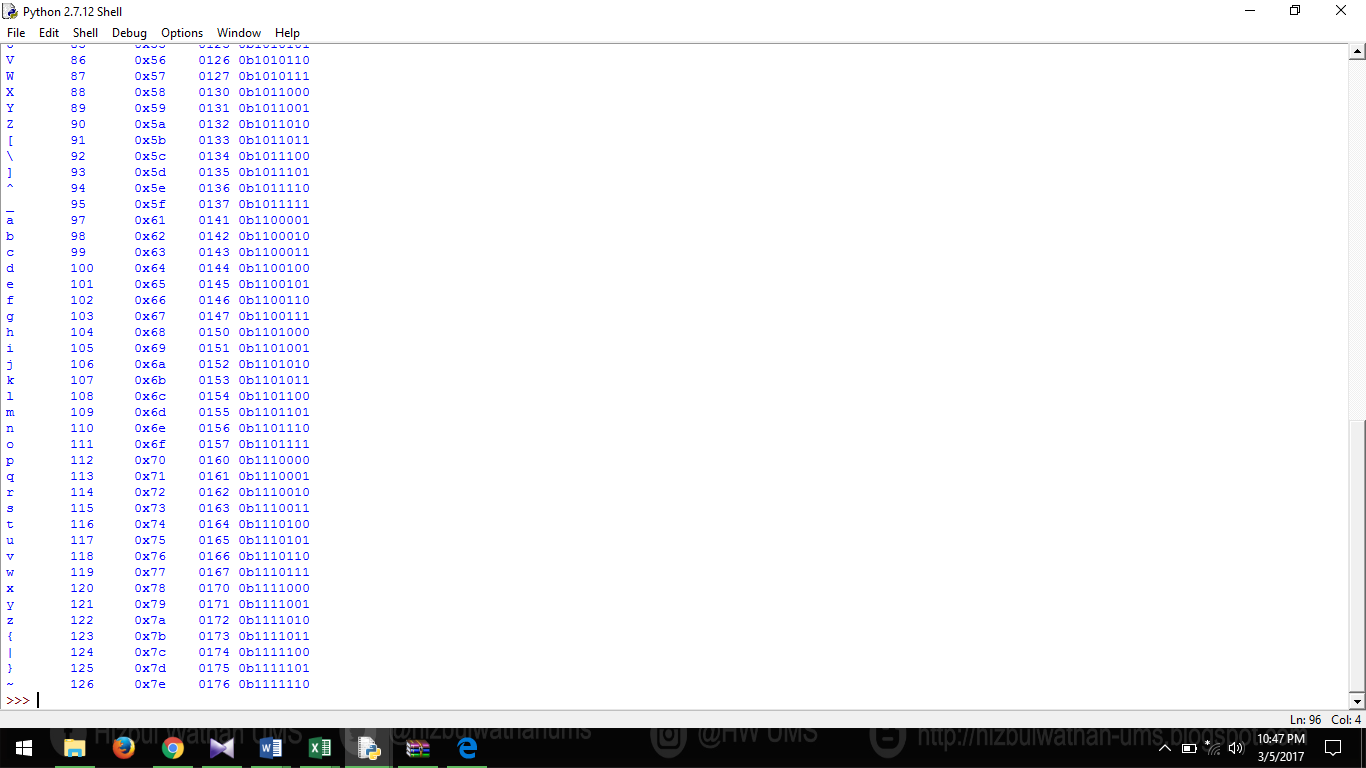 Python 2.7.12 Shell
File Edit Shell Debug Options Window Help
V 86 0x56 0126 0b1010110
W 87 0x57 0127 0b1010111
X 88 0x58 0130 0b1011000
Y 89 0x59 0131 0b1011001
Z 90 0x5a 0132 0b1011010
[ 91 0x5b 0133 0b1011011
\ 92 0x5c 0134 0b1011100
] 93 0x5d 0135 0b1011101
^ 94 0x5e 0136 0b1011110
_ 95 0x5f 0137 0b1011111
a 97 0x61 0141 0b1100001
b 98 0x62 0142 0b1100010
c 99 0x63 0143 0b1100011
d 100 0x64 0144 0b1100100
e 101 0x65 0145 0b1100101
f 102 0x66 0146 0b1100110
g 103 0x67 0147 0b1100111
h 104 0x68 0150 0b1101000
i 105 0x69 0151 0b1101001
j 106 0x6a 0152 0b1101010
k 107 0x6b 0153 0b1101011
l 108 0x6c 0154 0b1101100
m 109 0x6d 0155 0b1101101
n 110 0x6e 0156 0b1101110
o 111 0x6f 0157 0b1101111
p 112 0x70 0160 0b1110000
q 113 0x71 0161 0b1110001
r 114 0x72 0162 0b1110010
s 115 0x73 0163 0b1110011
t 116 0x74 0164 0b1110100
u 117 0x75 0165 0b1110101
v 118 0x76 0166 0b1110110
w 119 0x77 0167 0b1110111
x 120 0x78 0170 0b1111000
y 121 0x79 0171 0b1111001
z 122 0x7a 0172 0b1111010
{ 123 0x7b 0173 0b1111011
| 124 0x7c 0174 0b1111100
} 125 0x7d 0175 0b1111101
~ 126 0x7e 0176 0b1111110
>>>
Ln: 96 Col: 4
@HW UMS
10:47 PM
3/5/2017